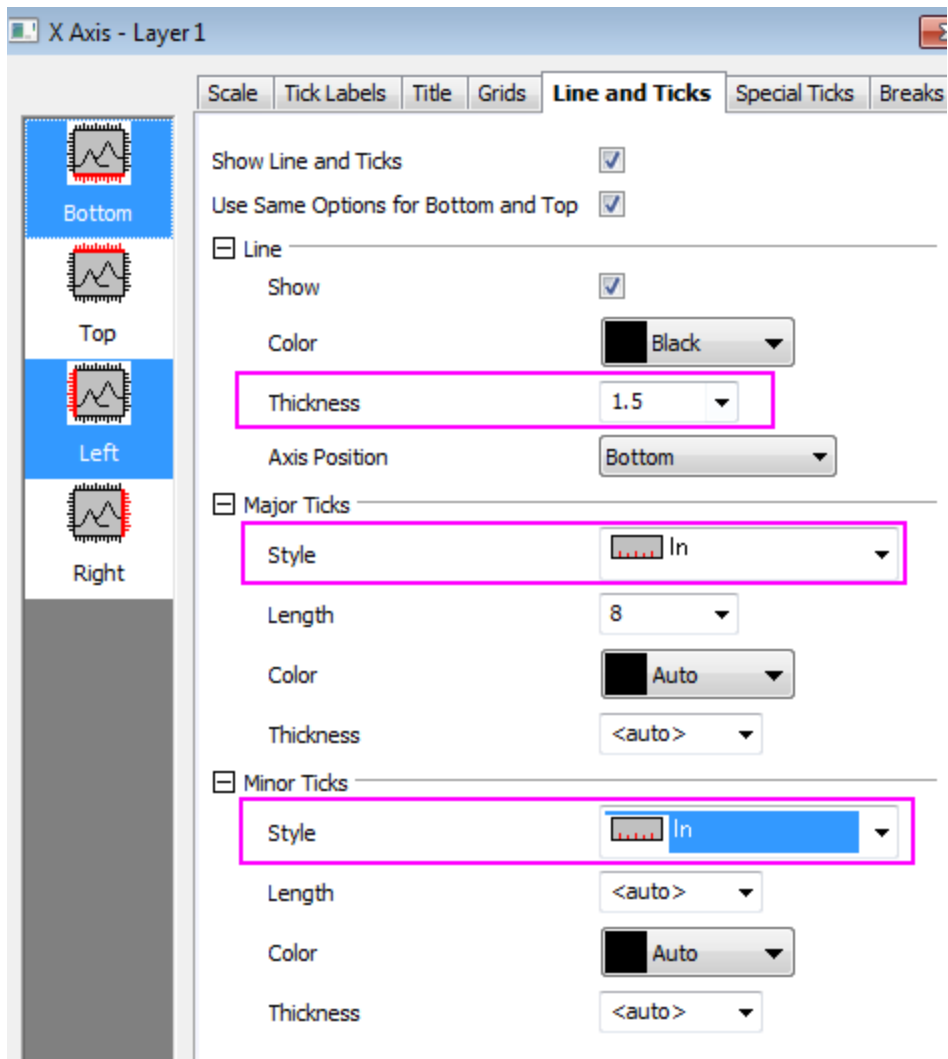 X Axis - Layer 1
Scale Tick Labels Title Grids Line and Ticks Special Ticks Breaks
Bottom
Top
Left
Right
Show Line and Ticks
Use Same Options for Bottom and Top
Line
Show
Color Black
Thickness 1.5
Axis Position Bottom
Major Ticks
Style In
Length 8
Color Auto
Thickness <auto>
Minor Ticks
Style In
Length <auto>
Color Auto
Thickness <auto>